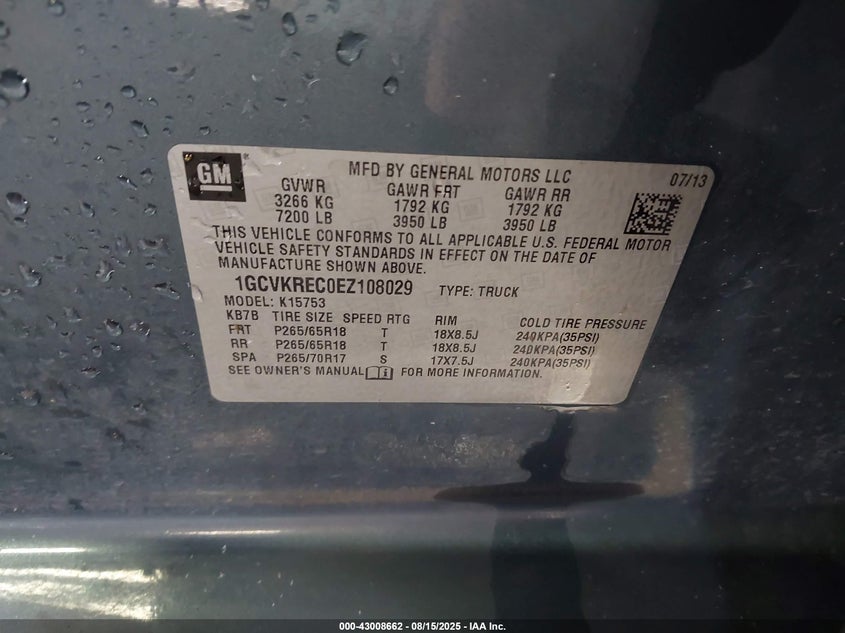 GM
MFD BY GENERAL MOTORS LLC
07/13
GVWR GAWR FRT GAWR RR
3266 KG 1792 KG 1792 KG
7200 LB 3950 LB 3950 LB
THIS VEHICLE CONFORMS TO ALL APPLICABLE U.S. FEDERAL MOTOR
VEHICLE SAFETY STANDARDS IN EFFECT ON THE DATE OF
MANUFACTURE SHOWN ABOVE.
1GCVKREC0EZ108029 TYPE: TRUCK
MODEL: K15753
KB7B TIRE SIZE SPEED RTG RIM COLD TIRE PRESSURE
FRT P265/65R18 T 18X8.5J 240KPA(35PSI)
RR P265/65R18 T 18X8.5J 240KPA(35PSI)
SPA P265/70R17 S 17X7.5J 240KPA(35PSI)
SEE OWNER'S MANUAL FOR MORE INFORMATION.
000-43008662 - 08/15/2025 - IAA Inc.